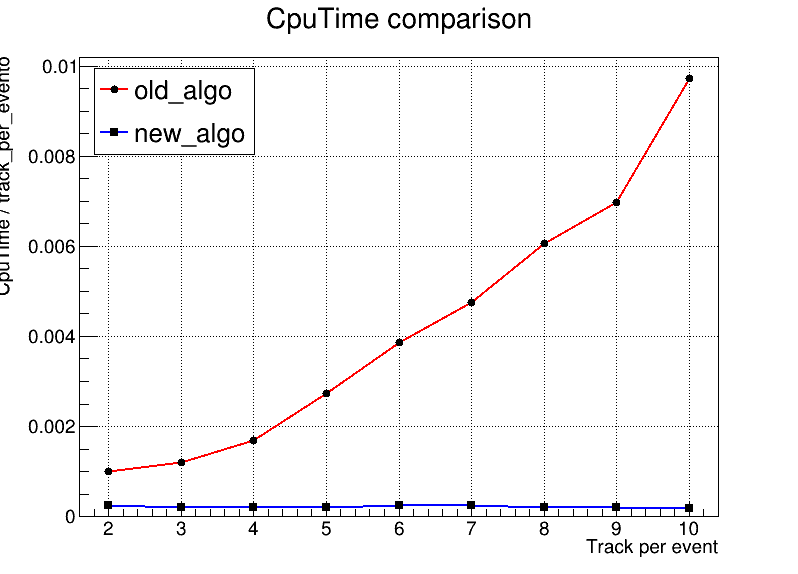 CpuTime comparison
CpuTime / track_per_evento
0.01
0.008
0.006
0.004
0.002
0
old_algo
new_algo
2 3 4 5 6 7 8 9 10
Track per event